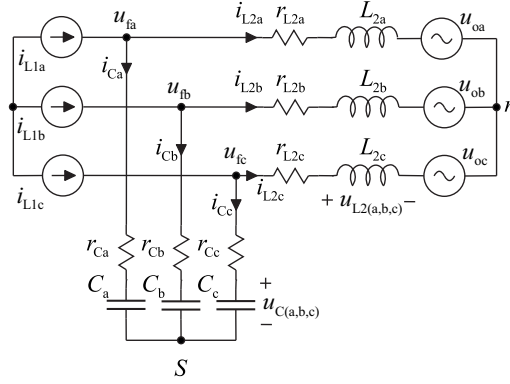 u_fa i_L2a r_L2a L_2a u_oa
i_L1a i_Ca
u_fb i_L2b r_L2b L_2b u_ob
n
i_L1b i_Cb
u_fc r_L2c L_2c u_oc
i_L1c i_Cc i_L2c + u_L2(a,b,c) −
r_Ca r_Cb r_Cc
C_a C_b C_c +
u_C(a,b,c)
−
S